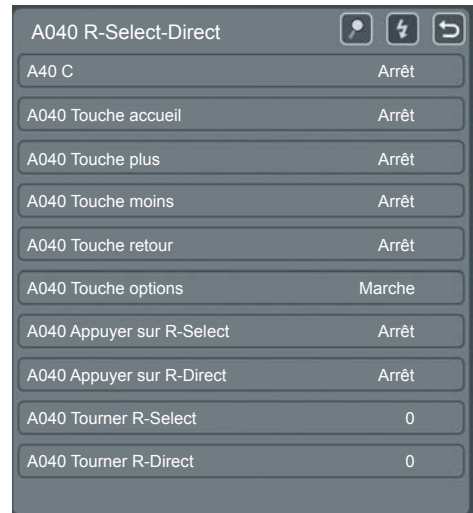 A040 R-Select-Direct
A40 C Arrêt
A040 Touche accueil Arrêt
A040 Touche plus Arrêt
A040 Touche moins Arrêt
A040 Touche retour Arrêt
A040 Touche options Marche
A040 Appuyer sur R-Select Arrêt
A040 Appuyer sur R-Direct Arrêt
A040 Tourner R-Select 0
A040 Tourner R-Direct 0